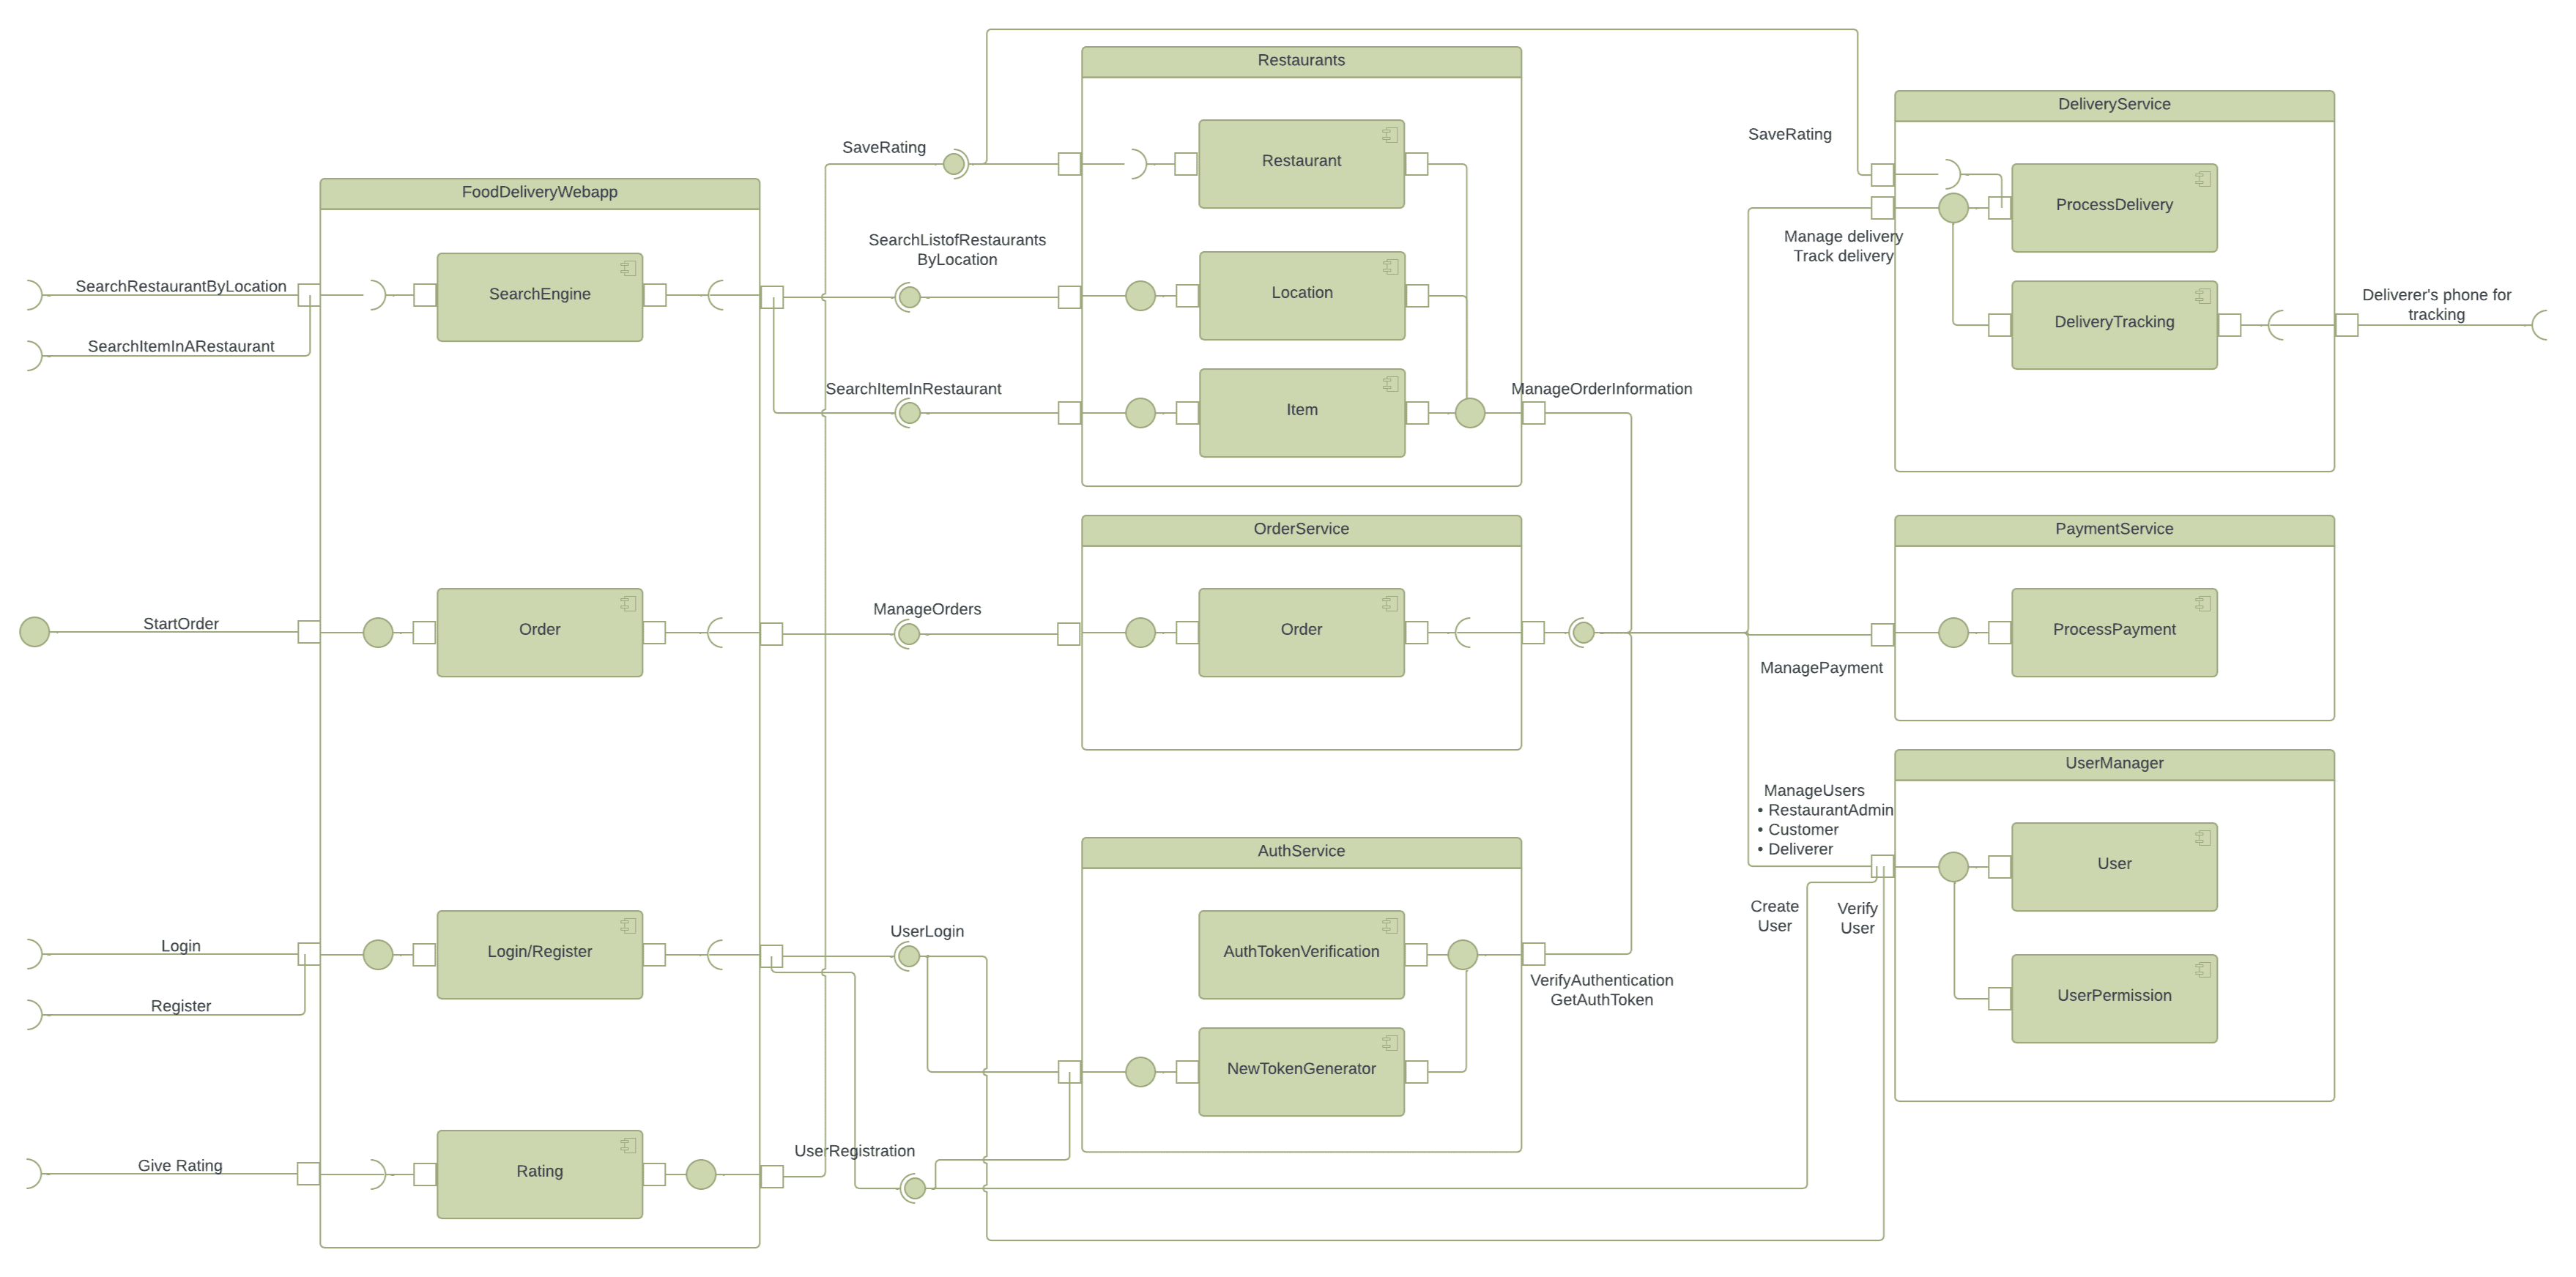 Restaurants
DeliveryService
SaveRating
SaveRating
Restaurant
FoodDeliveryWebapp
ProcessDelivery
SearchListofRestaurants
ByLocation
Manage delivery
Track delivery
SearchRestaurantByLocation
SearchEngine
Location
Deliverer's phone for
tracking
DeliveryTracking
SearchItemInARestaurant
SearchItemInRestaurant
Item
ManageOrderInformation
OrderService
PaymentService
StartOrder
Order
ManageOrders
Order
ProcessPayment
ManagePayment
UserManager
ManageUsers
• RestaurantAdmin
• Customer
• Deliverer
AuthService
User
Create
User
Verify
User
Login
Login/Register
UserLogin
AuthTokenVerification
VerifyAuthentication
GetAuthToken
UserPermission
Register
NewTokenGenerator
UserRegistration
Give Rating
Rating